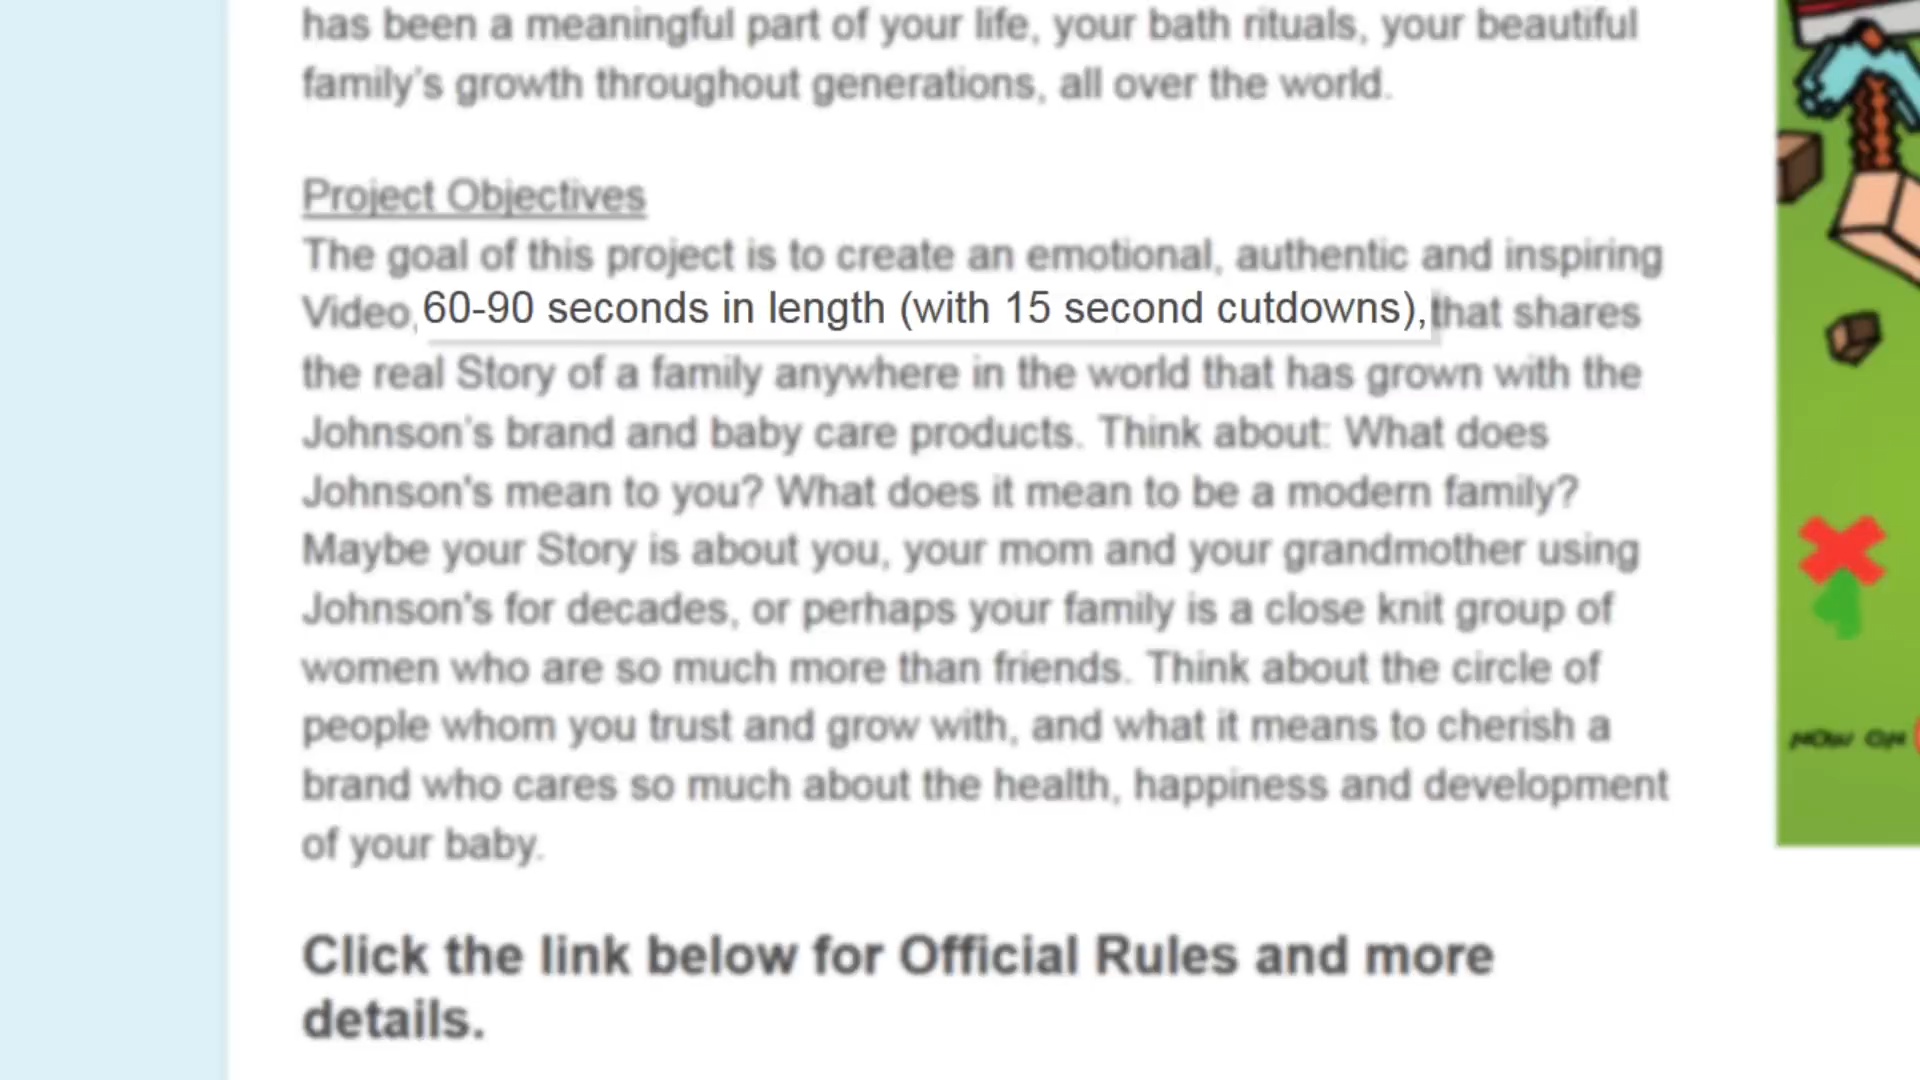 has been a meaningful part of your life, your bath rituals, your beautiful
family's growth throughout generations, all over the world.
Project Objectives
The goal of this project is to create an emotional, authentic and inspiring
Video, 60-90 seconds in length (with 15 second cutdowns), that shares
the real Story of a family anywhere in the world that has grown with the
Johnson's brand and baby care products. Think about: What does
Johnson's mean to you? What does it mean to be a modern family?
Maybe your Story is about you, your mom and your grandmother using
Johnson's for decades, or perhaps your family is a close knit group of
women who are so much more than friends. Think about the circle of
people whom you trust and grow with, and what it means to cherish a
brand who cares so much about the health, happiness and development
of your baby.
Click the link below for Official Rules and more
details.
NOW ON